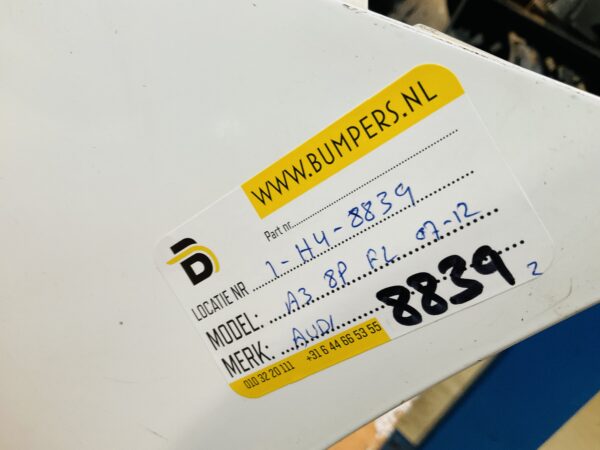 WWW.BUMPERS.NL
Part nr.
LOCATIE NR 1-H4-8839
MODEL: A3 8P FL 07-12
MERK: AUDI 8839 2
010 32 20 111 +31 6 44 66 53 55